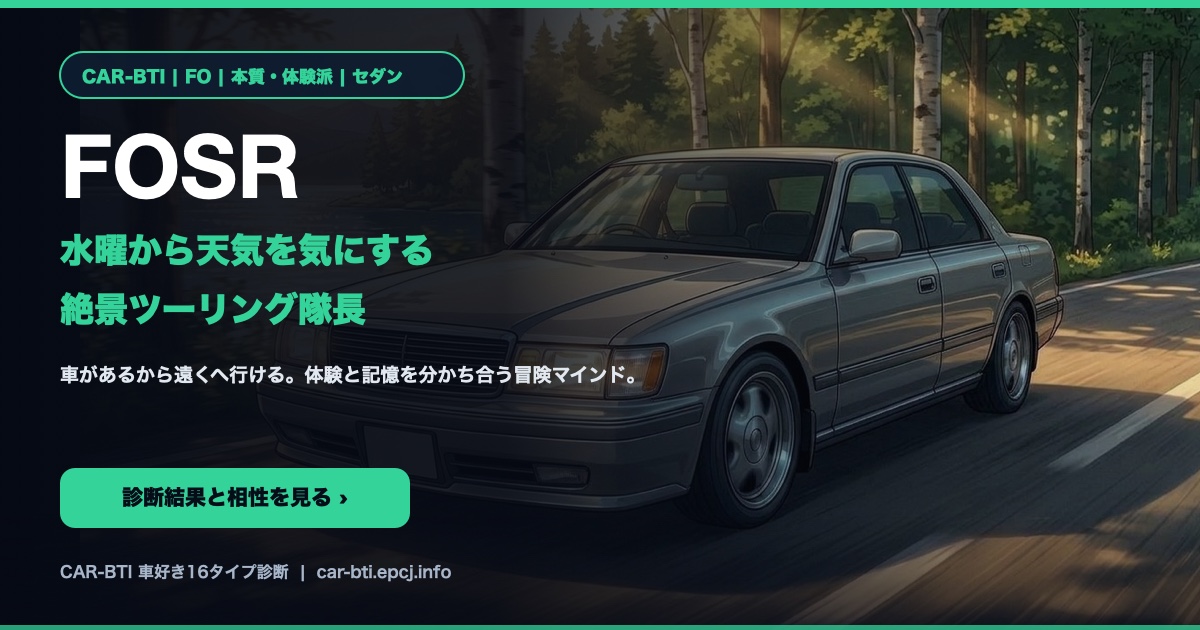 CAR-BTI | FO | 本質・体験派 | セダン
FOSR
水曜から天気を気にする
絶景ツーリング隊長
車があるから遠くへ行ける。体験と記憶を分かち合う冒険マインド。
診断結果と相性を見る ›
CAR-BTI 車好き16タイプ診断 | car-bti.epcj.info